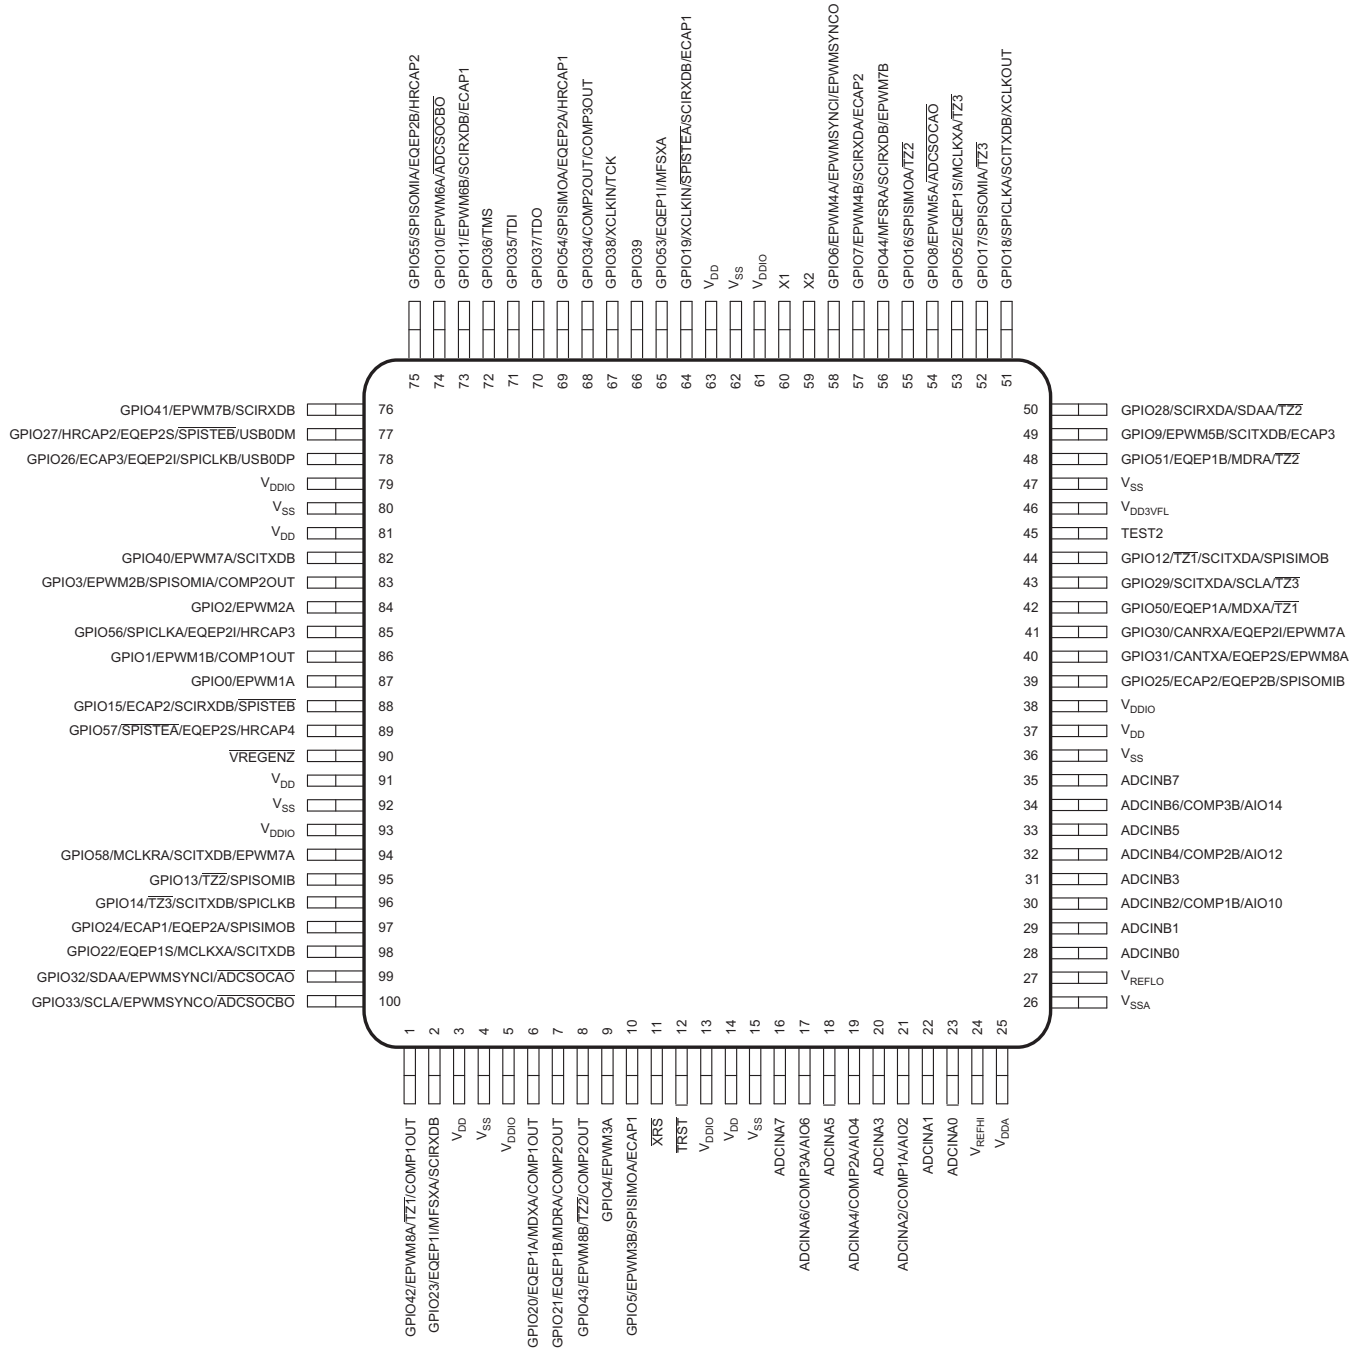 GPIO55/SPISOMIA/EQEP2B/HRCAP2
GPIO10/EPWM6A/ADCSOCBO
GPIO11/EPWM6B/SCIRXDB/ECAP1
GPIO36/TMS
GPIO35/TDI
GPIO37/TDO
GPIO54/SPISIMOA/EQEP2A/HRCAP1
GPIO34/COMP2OUT/COMP3OUT
GPIO38/XCLKIN/TCK
GPIO39
GPIO53/EQEP1I/MFSXA
GPIO19/XCLKIN/SPISTEA/SCIRXDB/ECAP1
VDD
VSS
VDDIO
X1
X2
GPIO6/EPWM4A/EPWMSYNCI/EPWMSYNCO
GPIO7/EPWM4B/SCIRXDA/ECAP2
GPIO44/MFSRA/SCIRXDB/EPWM7B
GPIO16/SPISIMOA/TZ2
GPIO8/EPWM5A/ADCSOCAO
GPIO52/EQEP1S/MCLKXA/TZ3
GPIO17/SPISOMIA/TZ3
GPIO18/SPICLKA/SCITXDB/XCLKOUT
75
74
73
72
71
70
69
68
67
66
65
64
63
62
61
60
59
58
57
56
55
54
53
52
51
GPIO41/EPWM7B/SCIRXDB 76
GPIO27/HRCAP2/EQEP2S/SPISTEB/USB0DM 77
GPIO26/ECAP3/EQEP2I/SPICLKB/USB0DP 78
VDDIO 79
VSS 80
VDD 81
GPIO40/EPWM7A/SCITXDB 82
GPIO3/EPWM2B/SPISOMIA/COMP2OUT 83
GPIO2/EPWM2A 84
GPIO56/SPICLKA/EQEP2I/HRCAP3 85
GPIO1/EPWM1B/COMP1OUT 86
GPIO0/EPWM1A 87
GPIO15/ECAP2/SCIRXDB/SPISTEB 88
GPIO57/SPISTEA/EQEP2S/HRCAP4 89
VREGENZ 90
VDD 91
VSS 92
VDDIO 93
GPIO58/MCLKRA/SCITXDB/EPWM7A 94
GPIO13/TZ2/SPISOMIB 95
GPIO14/TZ3/SCITXDB/SPICLKB 96
GPIO24/ECAP1/EQEP2A/SPISIMOB 97
GPIO22/EQEP1S/MCLKXA/SCITXDB 98
GPIO32/SDAA/EPWMSYNCI/ADCSOCAO 99
GPIO33/SCLA/EPWMSYNCO/ADCSOCBO 100
50 GPIO28/SCIRXDA/SDAA/TZ2
49 GPIO9/EPWM5B/SCITXDB/ECAP3
48 GPIO51/EQEP1B/MDRA/TZ2
47 VSS
46 VDD3VFL
45 TEST2
44 GPIO12/TZ1/SCITXDA/SPISIMOB
43 GPIO29/SCITXDA/SCLA/TZ3
42 GPIO50/EQEP1A/MDXA/TZ1
41 GPIO30/CANRXA/EQEP2I/EPWM7A
40 GPIO31/CANTXA/EQEP2S/EPWM8A
39 GPIO25/ECAP2/EQEP2B/SPISOMIB
38 VDDIO
37 VDD
36 VSS
35 ADCINB7
34 ADCINB6/COMP3B/AIO14
33 ADCINB5
32 ADCINB4/COMP2B/AIO12
31 ADCINB3
30 ADCINB2/COMP1B/AIO10
29 ADCINB1
28 ADCINB0
27 VREFLO
26 VSSA
1
2
3
4
5
6
7
8
9
10
11
12
13
14
15
16
17
18
19
20
21
22
23
24
25
GPIO42/EPWM8A/TZ1/COMP1OUT
GPIO23/EQEP1I/MFSXA/SCIRXDB
VDD
VSS
VDDIO
GPIO20/EQEP1A/MDXA/COMP1OUT
GPIO21/EQEP1B/MDRA/COMP2OUT
GPIO43/EPWM8B/TZ2/COMP2OUT
GPIO4/EPWM3A
GPIO5/EPWM3B/SPISIMOA/ECAP1
XRS
TRST
VDDIO
VDD
VSS
ADCINA7
ADCINA6/COMP3A/AIO6
ADCINA5
ADCINA4/COMP2A/AIO4
ADCINA3
ADCINA2/COMP1A/AIO2
ADCINA1
ADCINA0
VREFHI
VDDA